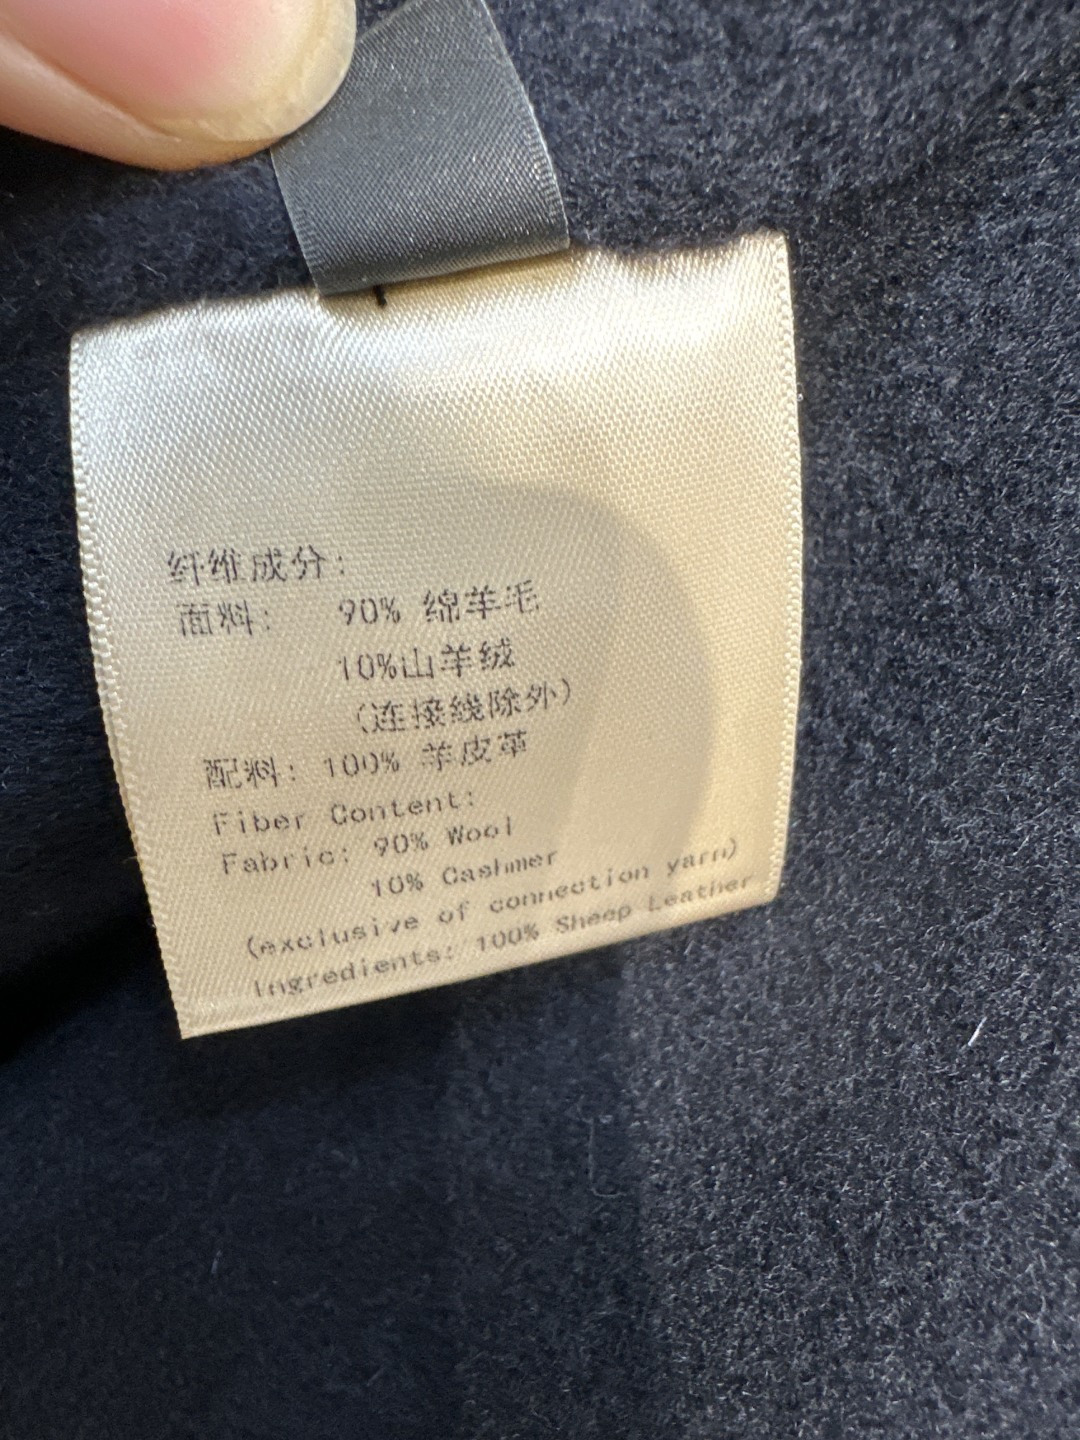 纤维成分:
面料: 90% 绵羊毛
10%山羊绒
(连接线除外)
配料: 100% 羊皮革
Fiber Content:
Fabric: 90% Wool
10% Cashmer
(exclusive of connection yarn)
Ingredients: 100% Sheep Leather